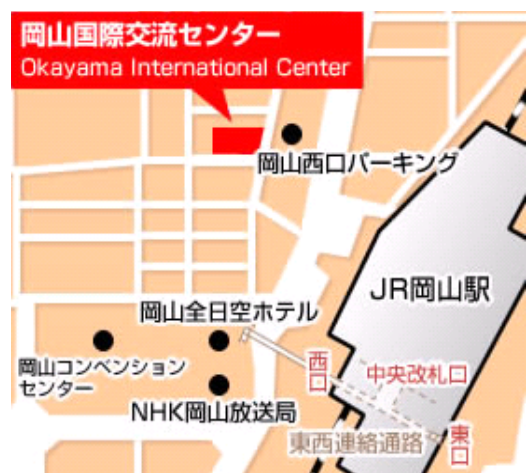 岡山国際交流センター
Okayama International Center
岡山西口パーキング
JR岡山駅
岡山全日空ホテル
西口
中央改札口
岡山コンベンション
センター
NHK岡山放送局
東西連絡通路
東口